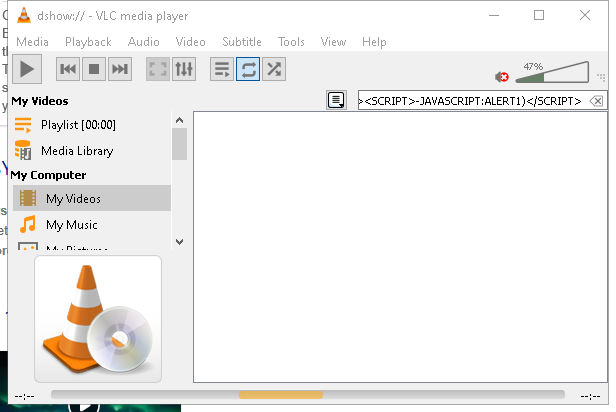 dshow:// - VLC media player
Media Playback Audio Video Subtitle Tools View Help
47%
My Videos
><SCRIPT>-JAVASCRIPT:ALERT1)</SCRIPT>
Playlist [00:00]
Media Library
My Computer
My Videos
My Music
My Pictures
--:-- --:--